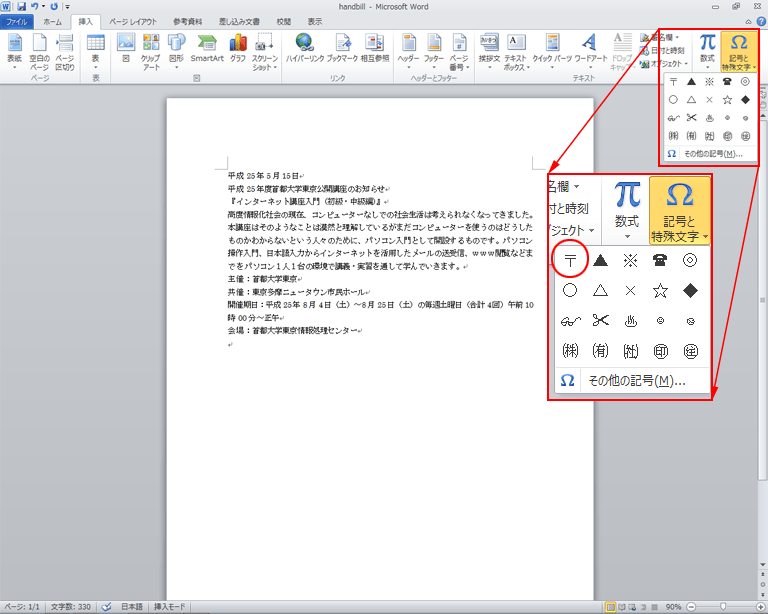 handbill - Microsoft Word
ファイル ホーム 挿入 ページ レイアウト 参考資料 差し込み文書 校閲 表示
表紙 空白のページ ページ区切り 表 図 クリップアート 図形 SmartArt グラフ スクリーンショット ハイパーリンク ブックマーク 相互参照 ヘッダー フッター ページ番号 挨拶文 テキストボックス クイック パーツ ワードアート ドロップキャップ 署名欄 日付と時刻 オブジェクト π 数式 Ω 記号と特殊文字
ページ 表 図 リンク ヘッダーとフッター テキスト
〒 ▲ ※ ☎ ◎
○ △ × ☆ ◆
㈱ ㈲ ㈳ ㊞ ㊟
Ω その他の記号(M)...
平成 25 年 5 月 15 日
平成 25 年度首都大学東京公開講座のお知らせ
『インターネット講座入門（初級・中級編）』
高度情報化社会の現在、コンピューターなしでの社会生活は考えられなくなってきました。
本講座はそのようなことは漠然と理解しているがまだコンピューターを使うのはどうした
ものかわからないという人々のために、パソコン入門として開設するものです。パソコン
操作入門、日本語入力からインターネットを活用したメールの送受信、ｗｗｗ閲覧などま
でをパソコン１人１台の環境で講義・実習を通して学んでいきます。
主催：首都大学東京
共催：東京多摩ニュータウン市民ホール
開催期日：平成 25 年 8 月 4 日（土）～8 月 25 日（土）の毎週土曜日（合計 4 回）午前 10
時 00 分～正午
会場：首都大学東京情報処理センター
名欄
付と時刻
ジェクト
π 数式
Ω 記号と特殊文字
〒 ▲ ※ ☎ ◎
○ △ × ☆ ◆
㈱ ㈲ ㈳ ㊞ ㊟
Ω その他の記号(M)...
ページ: 1/1 文字数: 330 日本語 挿入モード 90%